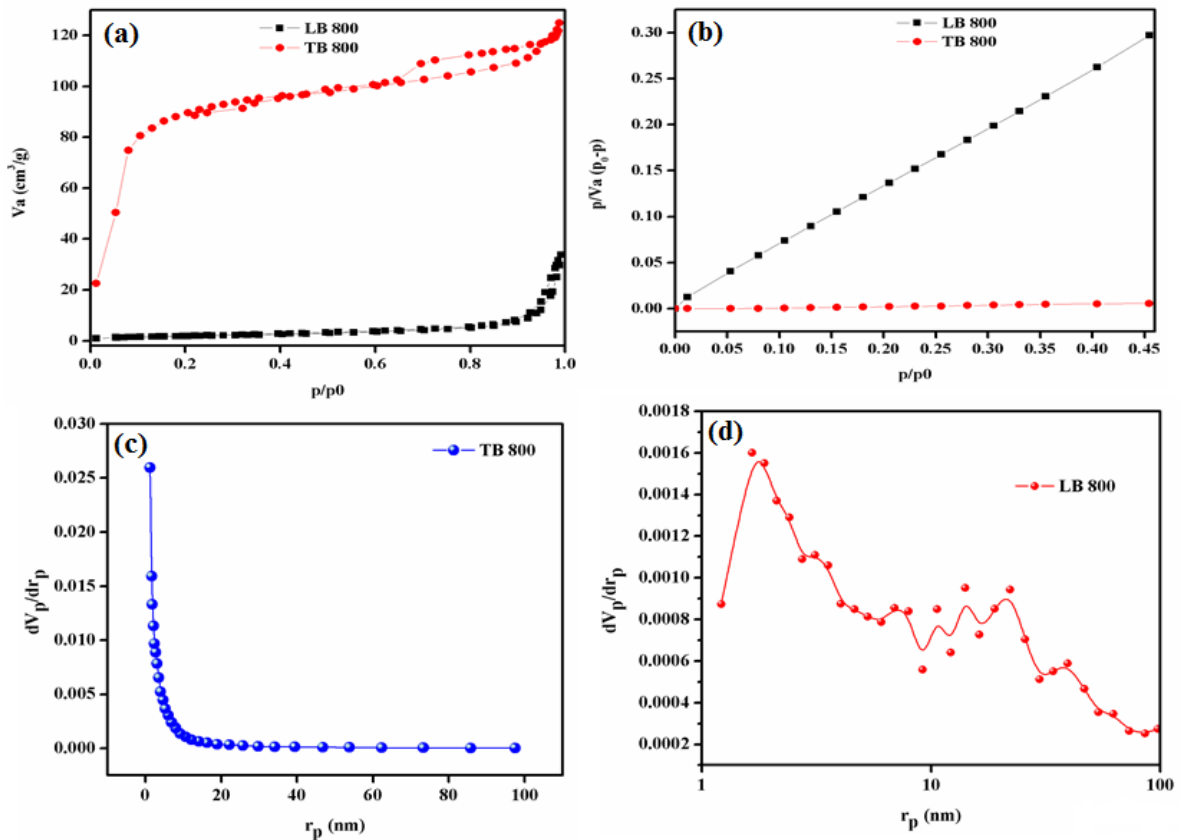 (a)
LB 800
TB 800
120
100
80
60
40
20
0
Va (cm³/g)
0.0 0.2 0.4 0.6 0.8 1.0
p/p0
(b)
LB 800
TB 800
0.30
0.25
0.20
0.15
0.10
0.05
0.00
p/Va (p₀-p)
0.00 0.05 0.10 0.15 0.20 0.25 0.30 0.35 0.40 0.45
p/p0
(c)
TB 800
0.030
0.025
0.020
0.015
0.010
0.005
0.000
dVₚ/drₚ
0 20 40 60 80 100
rₚ (nm)
(d)
LB 800
0.0018
0.0016
0.0014
0.0012
0.0010
0.0008
0.0006
0.0004
0.0002
dVₚ/drₚ
1 10 100
rₚ (nm)